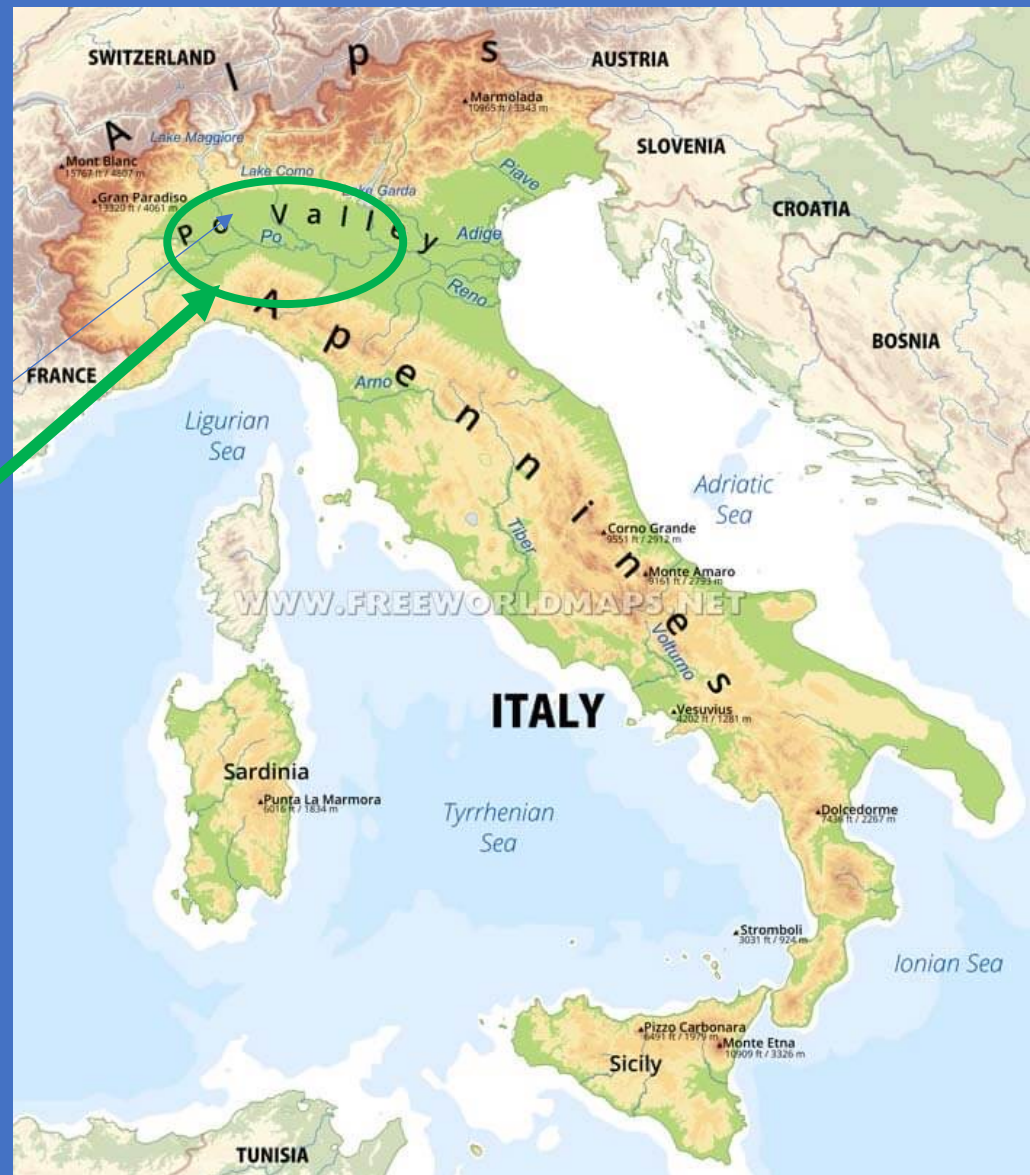 SWITZERLAND
Alps
AUSTRIA
Marmolada
10965 ft / 3343 m
Lake Maggiore
SLOVENIA
Mont Blanc
15767 ft / 4807 m
Lake Como
Piave
Gran Paradiso
13320 ft / 4061 m
Lake Garda
CROATIA
Po Valley
Po
Adige
Reno
BOSNIA
FRANCE
Apennines
Arno
Ligurian
Sea
Adriatic
Sea
Tiber
Corno Grande
9551 ft / 2912 m
Monte Amaro
9161 ft / 2793 m
WWW.FREEWORLDMAPS.NET
Volturno
ITALY
Vesuvius
4202 ft / 1281 m
Sardinia
Punta La Marmora
6016 ft / 1834 m
Tyrrhenian
Sea
Dolcedorme
7438 ft / 2267 m
Stromboli
3031 ft / 924 m
Ionian Sea
Pizzo Carbonara
6491 ft / 1979 m
Monte Etna
10909 ft / 3326 m
Sicily
TUNISIA